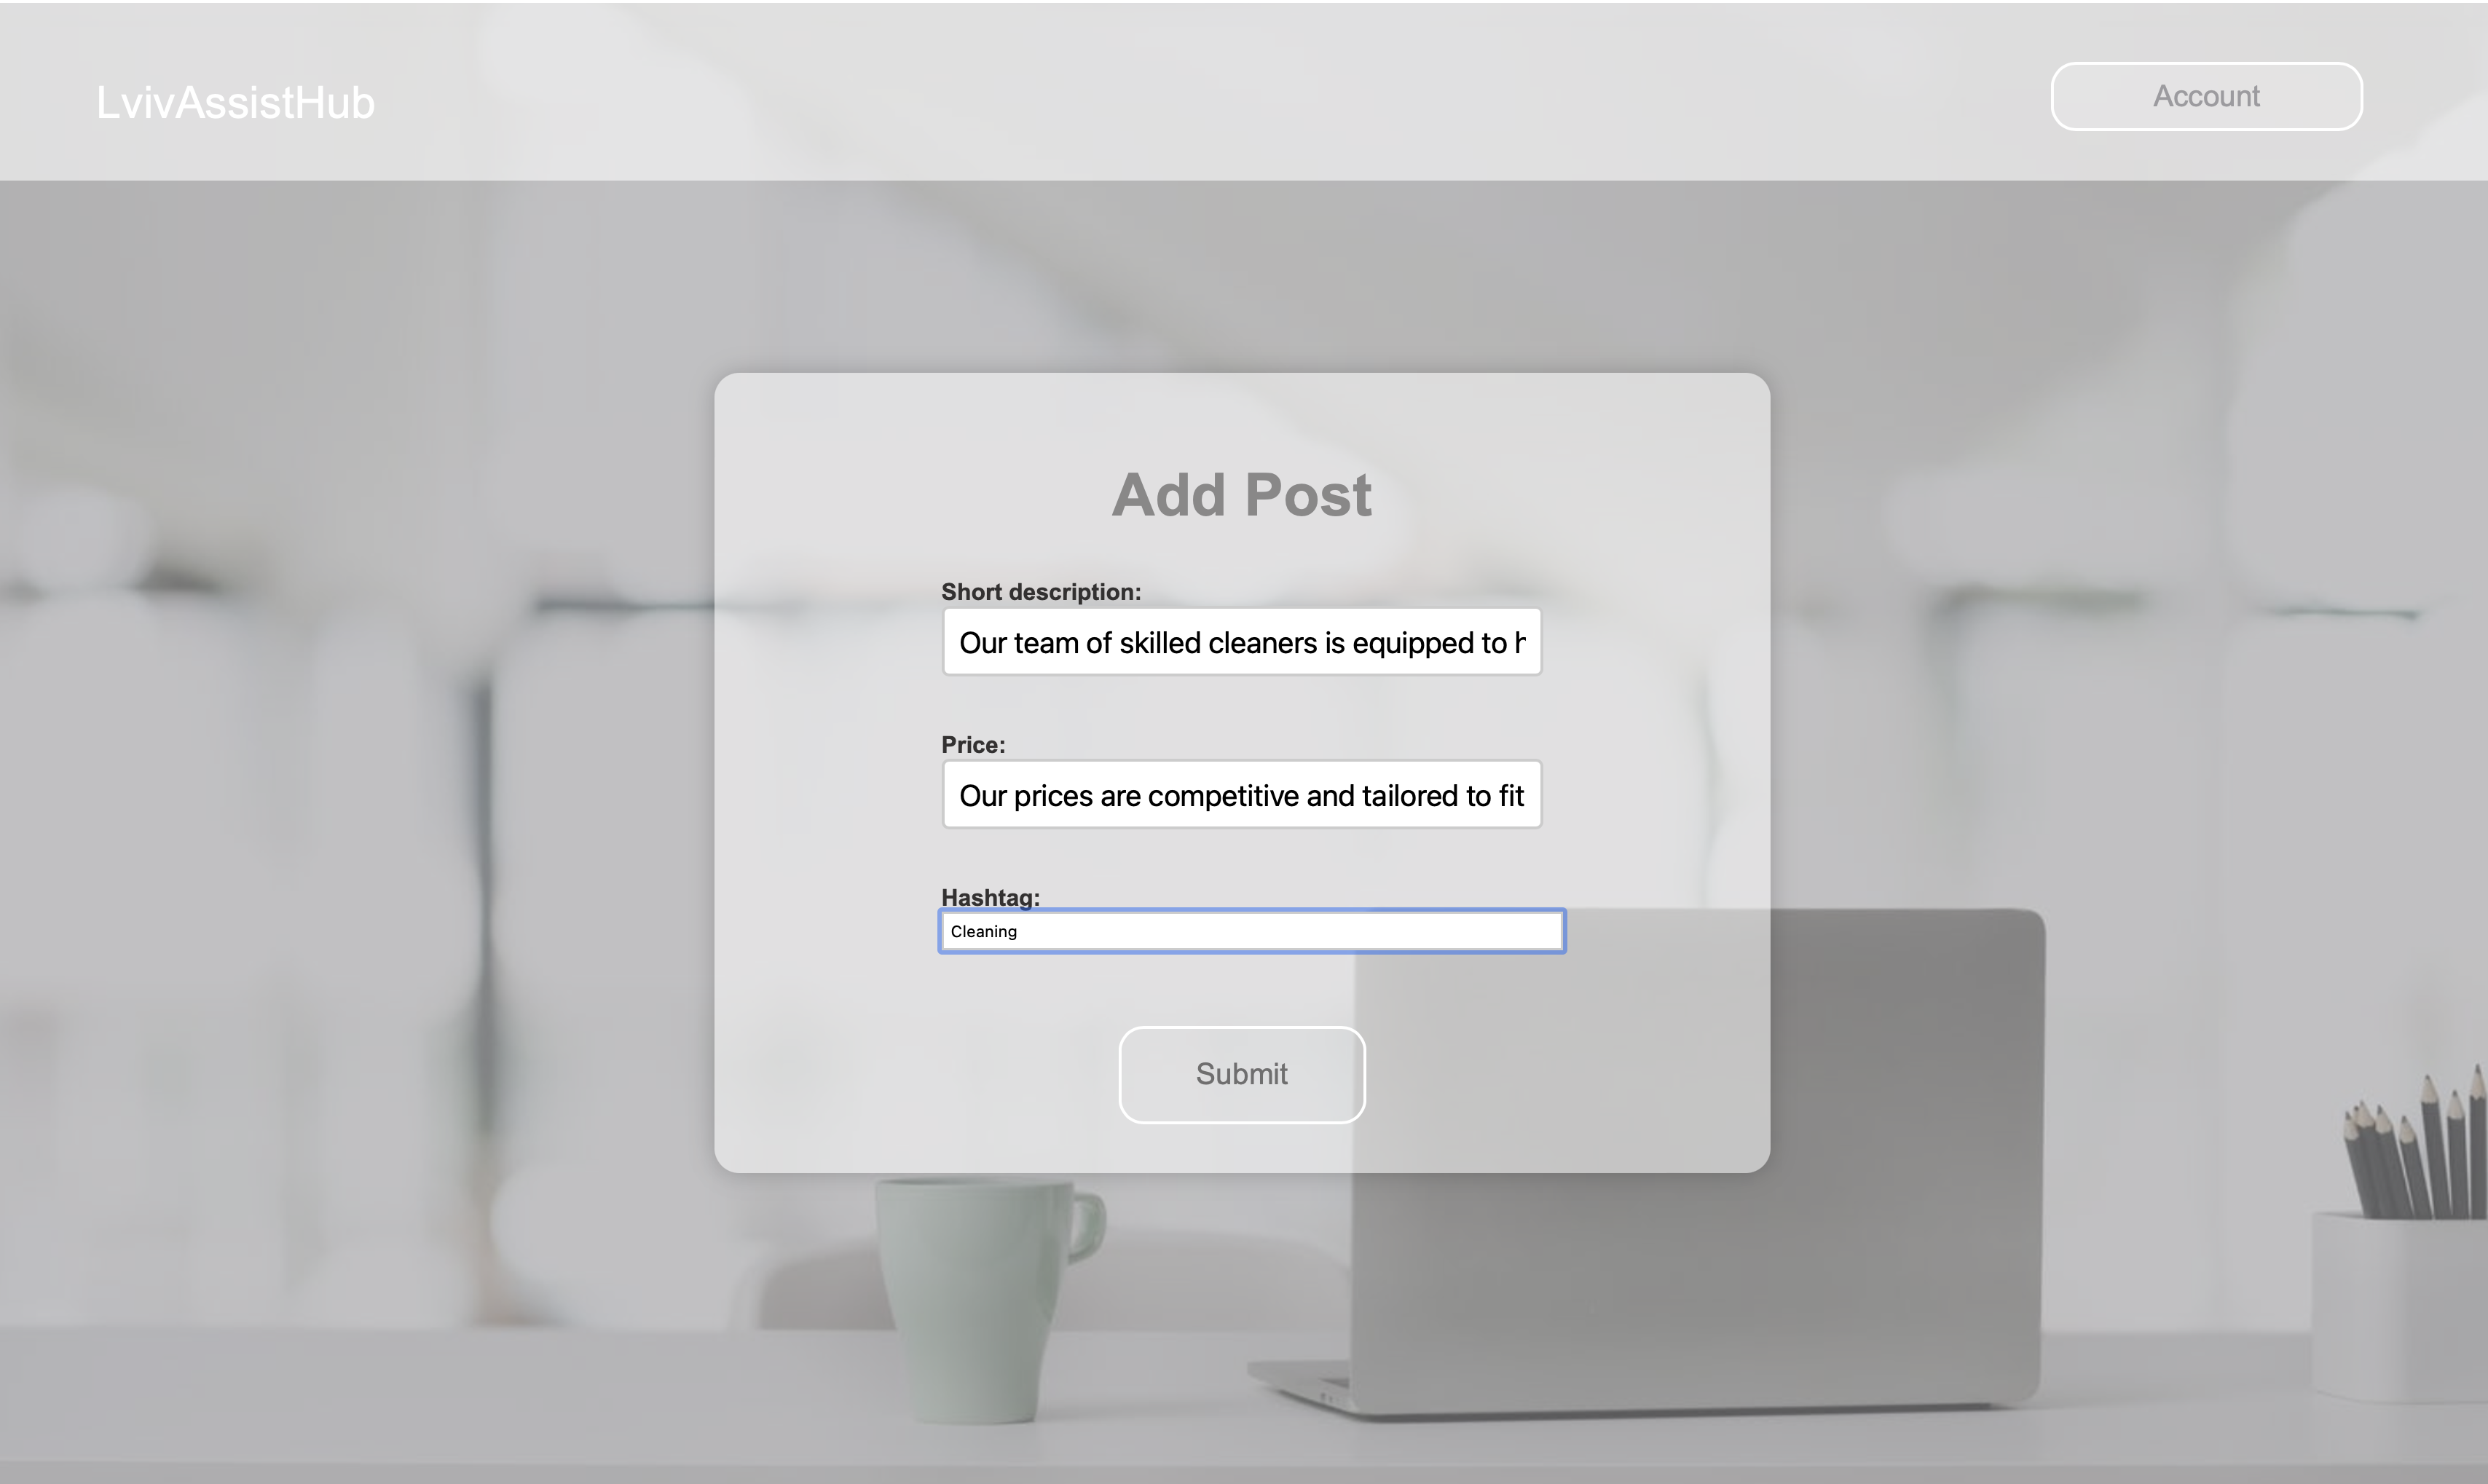 LvivAssistHub
Account
Add Post
Short description:
Our team of skilled cleaners is equipped to
Price:
Our prices are competitive and tailored to fit
Hashtag:
Cleaning
Submit